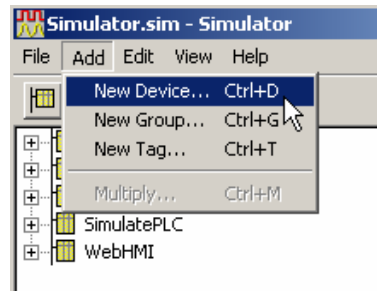 Simulator.sim - Simulator
File Add Edit View Help
New Device... Ctrl+D
New Group... Ctrl+G
New Tag... Ctrl+T
Multiply... Ctrl+M
SimulatePLC
WebHMI